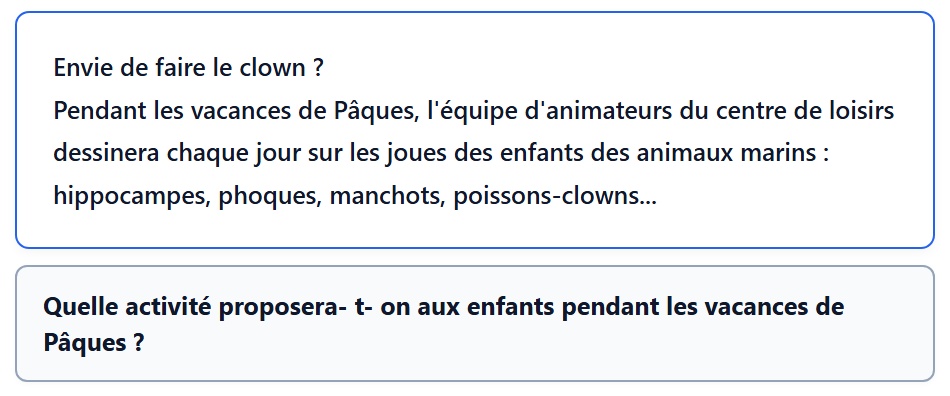 Envie de faire le clown ?
Pendant les vacances de Pâques, l'équipe d'animateurs du centre de loisirs
dessinera chaque jour sur les joues des enfants des animaux marins :
hippocampes, phoques, manchots, poissons-clowns...
Quelle activité proposera- t- on aux enfants pendant les vacances de
Pâques ?